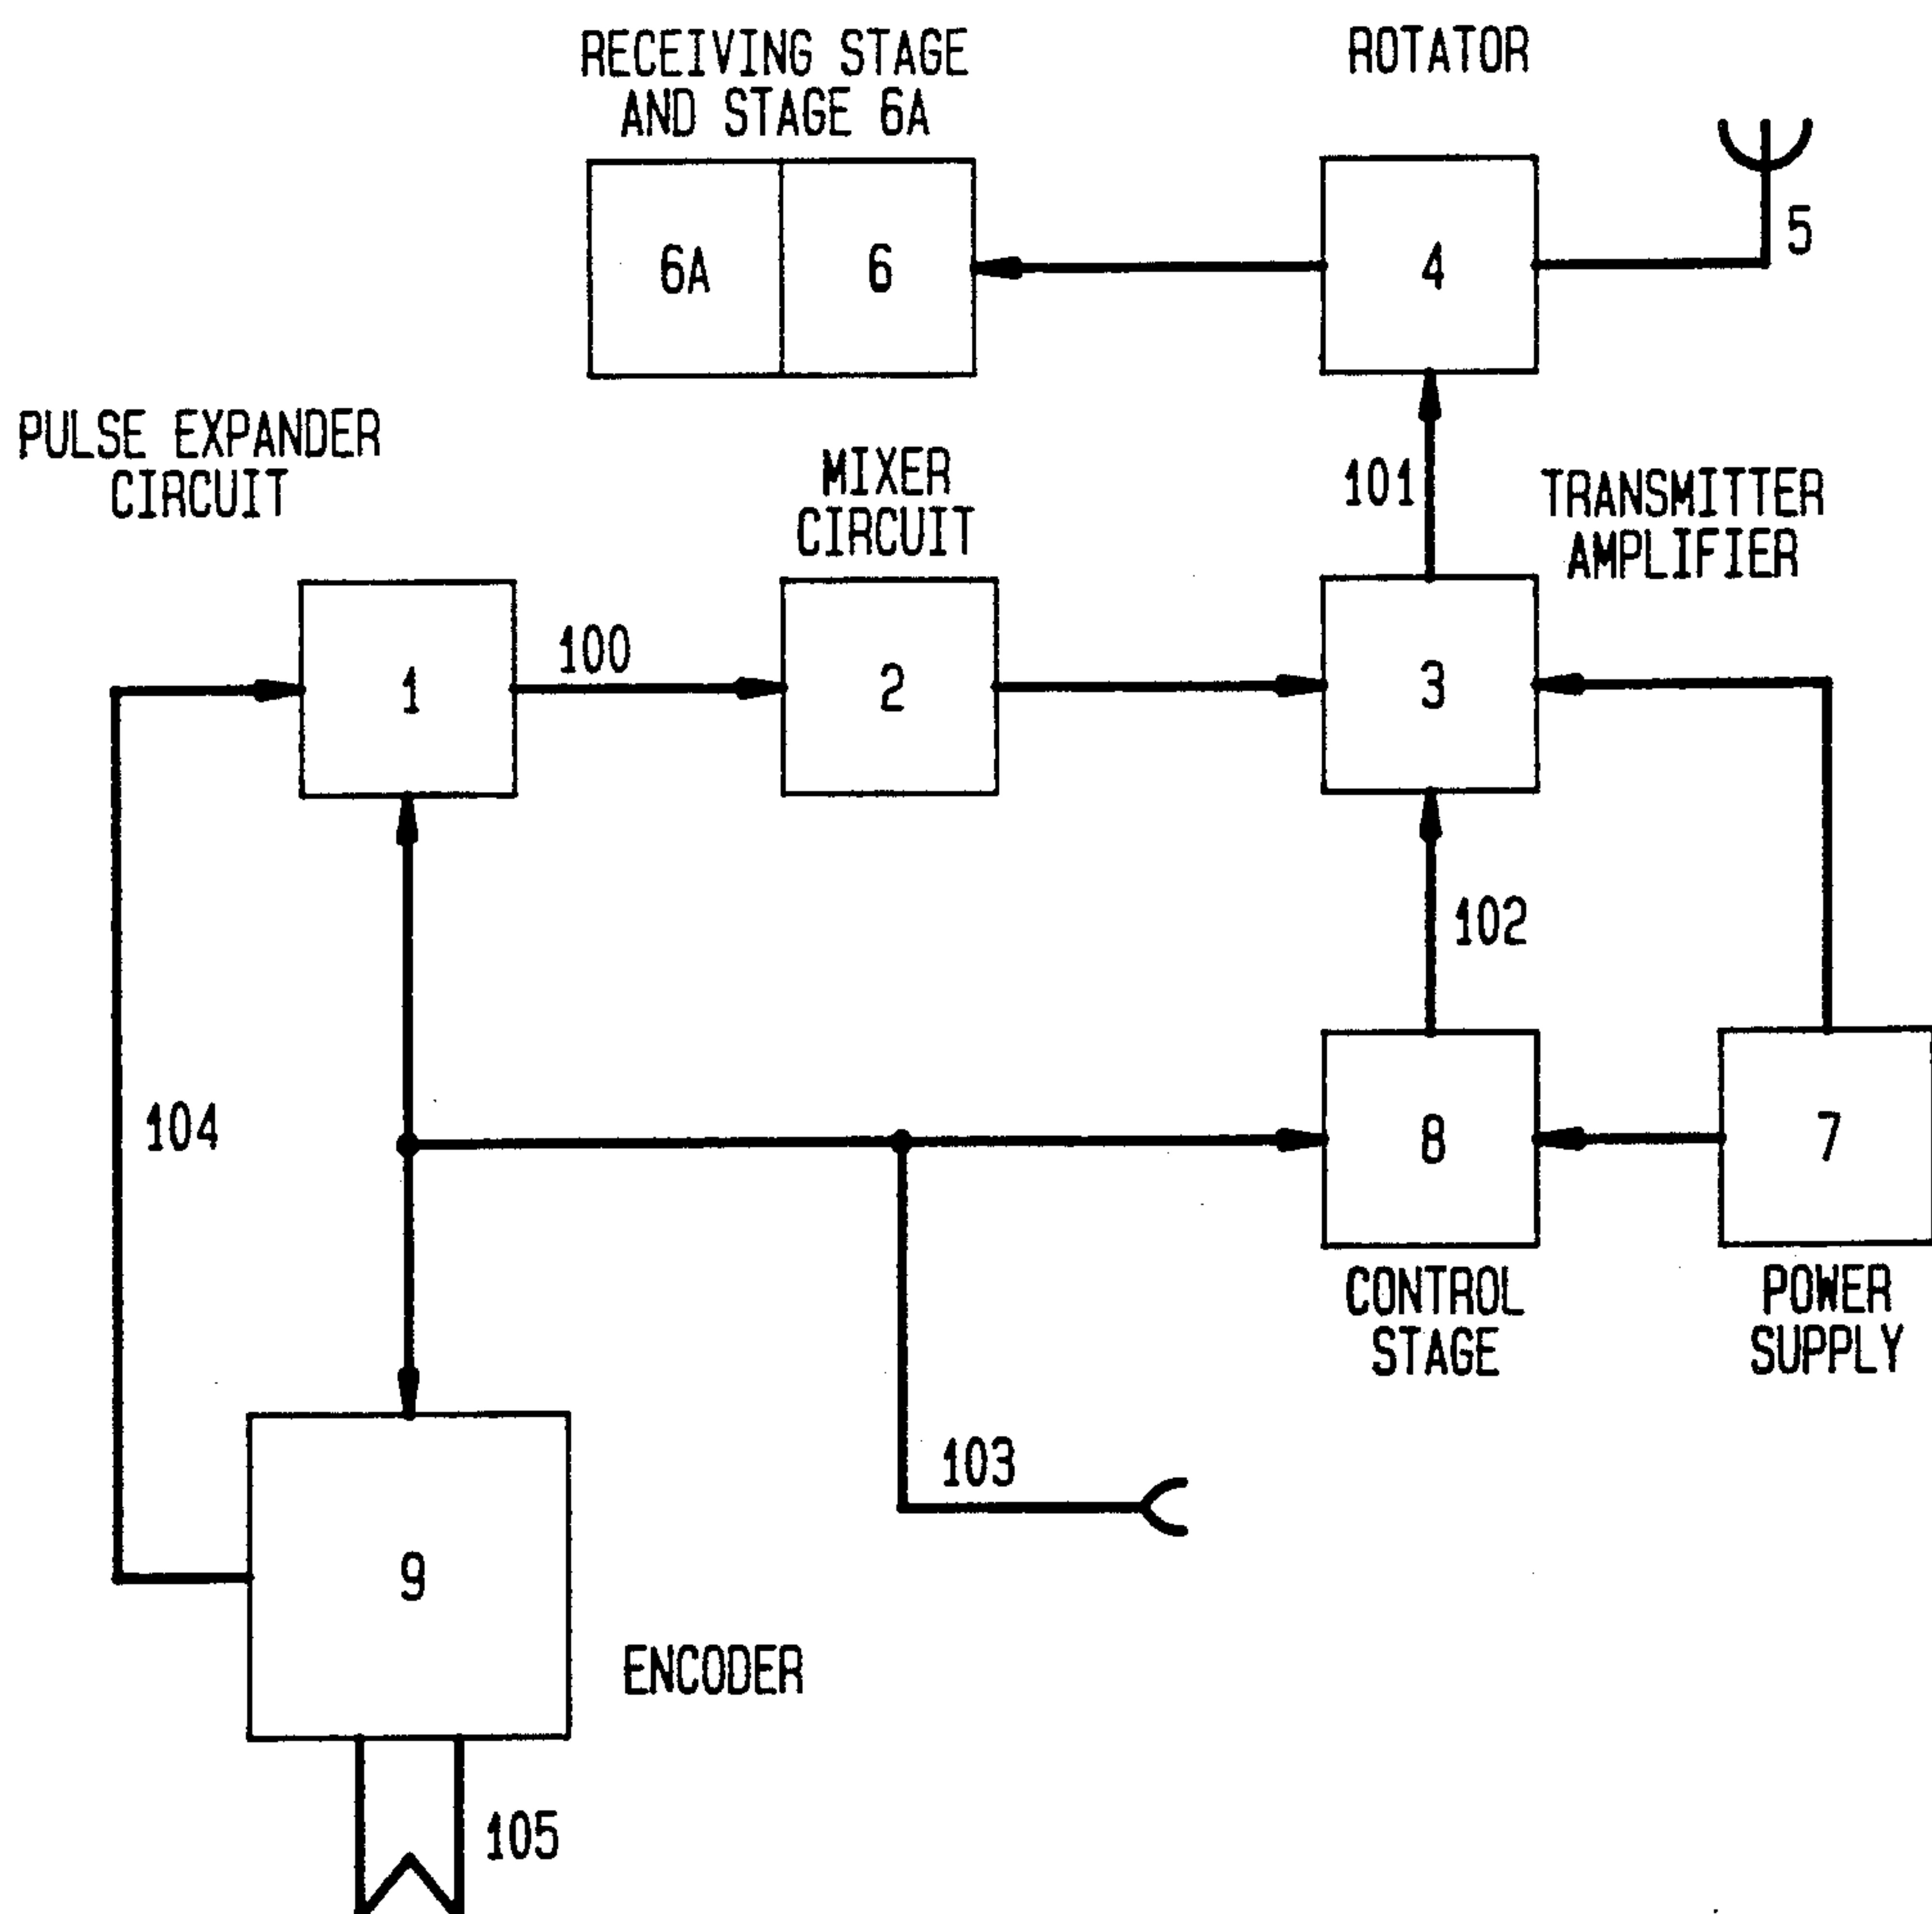 RECEIVING STAGE
AND STAGE 6A
ROTATOR
6A
6
4
5
PULSE EXPANDER
CIRCUIT
MIXER
CIRCUIT
101
TRANSMITTER
AMPLIFIER
1
100
2
3
102
104
8
7
CONTROL
STAGE
POWER
SUPPLY
103
9
ENCODER
105